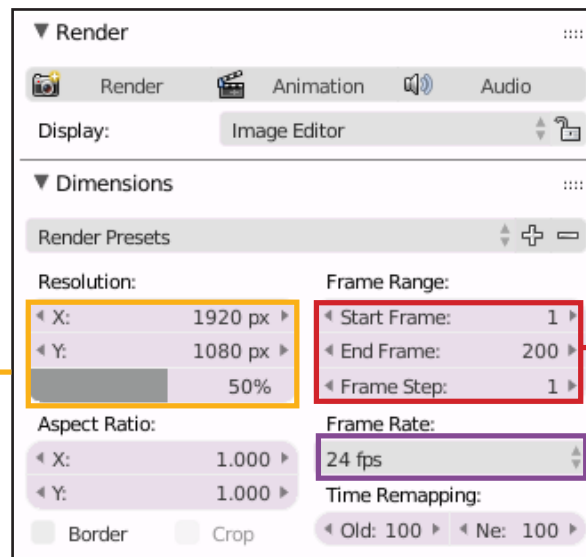 Render
Render Animation Audio
Display: Image Editor
Dimensions
Render Presets
Resolution: Frame Range:
X: 1920 px Start Frame: 1
Y: 1080 px End Frame: 200
50% Frame Step: 1
Aspect Ratio: Frame Rate:
X: 1.000 24 fps
Y: 1.000 Time Remapping:
Border Crop Old: 100 Ne: 100